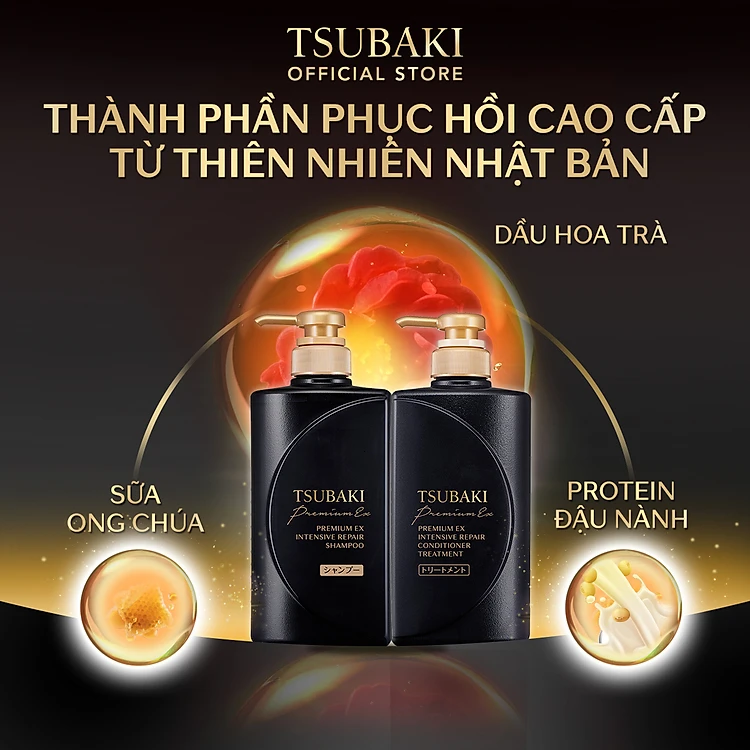 TSUBAKI
OFFICIAL STORE
THÀNH PHẦN PHỤC HỒI CAO CẤP
TỪ THIÊN NHIÊN NHẬT BẢN
DẦU HOA TRÀ
SỮA
ONG CHÚA
PROTEIN
ĐẬU NÀNH
TSUBAKI
Premium Ex
PREMIUM EX
INTENSIVE REPAIR
SHAMPOO
シャンプー
TSUBAKI
Premium Ex
PREMIUM EX
INTENSIVE REPAIR
CONDITIONER
TREATMENT
トリートメント